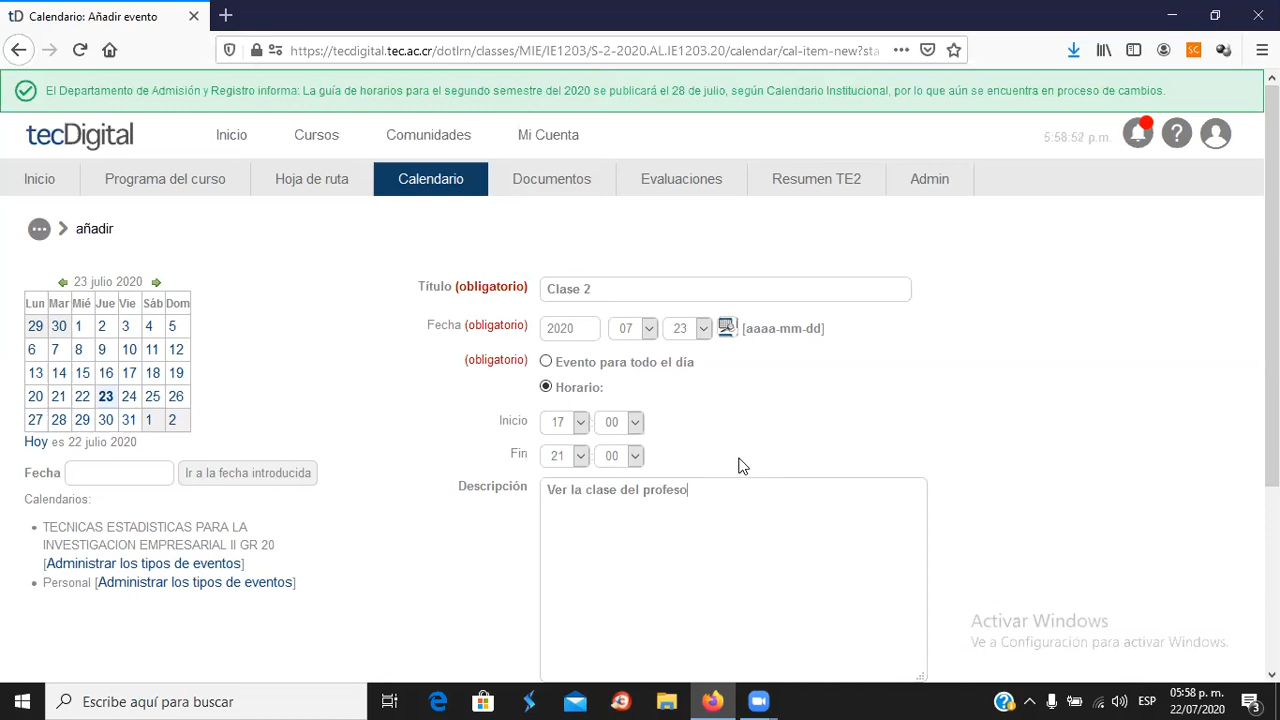 Calendario: Añadir evento
https://tecdigital.tec.ac.cr/dotlrn/classes/MIE/IE1203/S-2-2020.AL.IE1203.20/calendar/cal-item-new?sta
El Departamento de Admisión y Registro informa: La guía de horarios para el segundo semestre del 2020 se publicará el 28 de julio, según Calendario Institucional, por lo que aún se encuentra en proceso de cambios.
tecDigital Inicio Cursos Comunidades Mi Cuenta 5:58:52 p.m.
Inicio Programa del curso Hoja de ruta Calendario Documentos Evaluaciones Resumen TE2 Admin
añadir
23 julio 2020
Lun Mar Mié Jue Vie Sáb Dom
29 30 1 2 3 4 5
6 7 8 9 10 11 12
13 14 15 16 17 18 19
20 21 22 23 24 25 26
27 28 29 30 31 1 2
Hoy es 22 julio 2020
Fecha Ir a la fecha introducida
Calendarios:
TECNICAS ESTADISTICAS PARA LA
INVESTIGACION EMPRESARIAL II GR 20
[Administrar los tipos de eventos]
Personal [Administrar los tipos de eventos]
Título (obligatorio) Clase 2
Fecha (obligatorio) 2020 07 23 [aaaa-mm-dd]
(obligatorio) Evento para todo el día
Horario:
Inicio 17 : 00
Fin 21 : 00
Descripción Ver la clase del profeso
Activar Windows
Ve a Configuración para activar Windows.
Escribe aquí para buscar
ESP
05:58 p. m.
22/07/2020
3